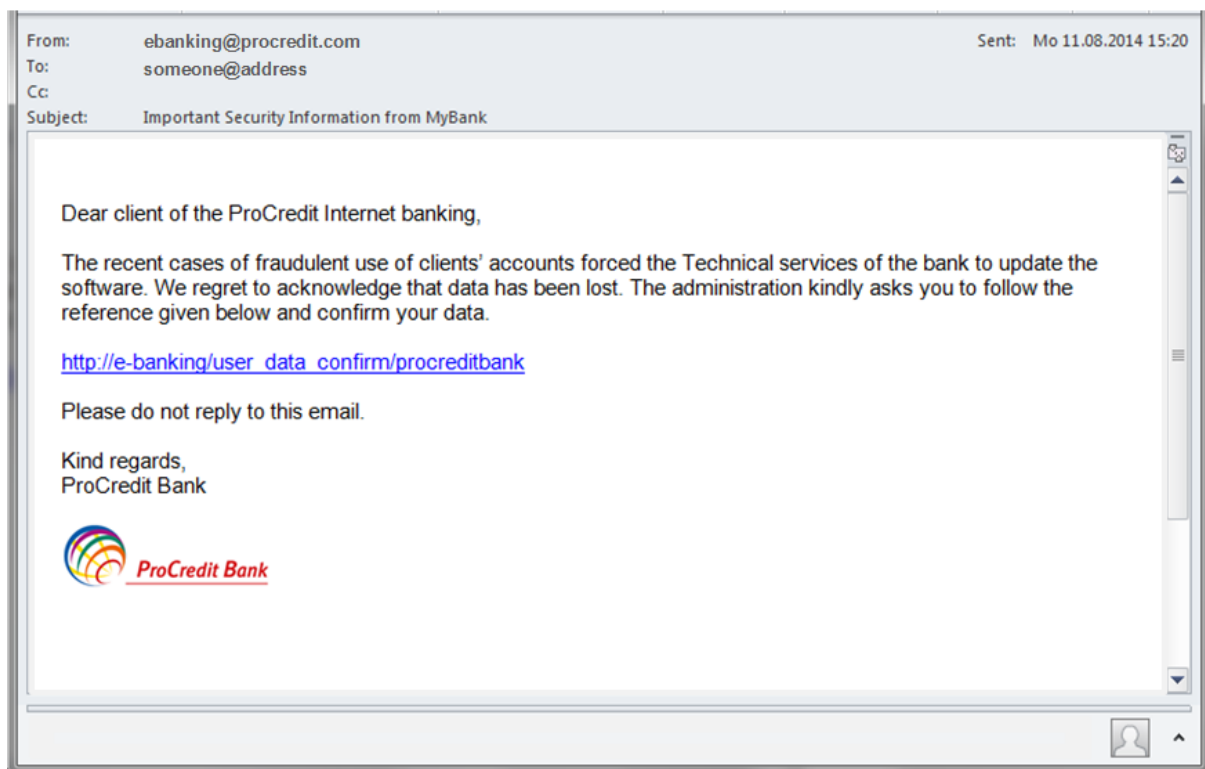 From: ebanking@procredit.com Sent: Mo 11.08.2014 15:20
To: someone@address
Cc:
Subject: Important Security Information from MyBank
Dear client of the ProCredit Internet banking,
The recent cases of fraudulent use of clients’ accounts forced the Technical services of the bank to update the
software. We regret to acknowledge that data has been lost. The administration kindly asks you to follow the
reference given below and confirm your data.
http://e-banking/user_data_confirm/procreditbank
Please do not reply to this email.
Kind regards,
ProCredit Bank
ProCredit Bank